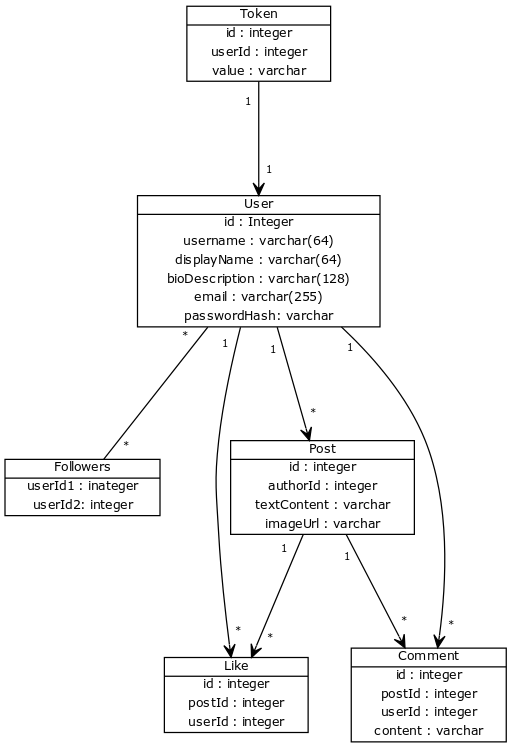 Token
id : integer
userId : integer
value : varchar
1
1
User
id : Integer
username : varchar(64)
displayName : varchar(64)
bioDescription : varchar(128)
email : varchar(255)
passwordHash: varchar
*
1
1
1
*
*
Followers
userId1 : inateger
userId2: integer
Post
id : integer
authorId : integer
textContent : varchar
imageUrl : varchar
1
1
*
*
*
*
Like
id : integer
postId : integer
userId : integer
Comment
id : integer
postId : integer
userId : integer
content : varchar